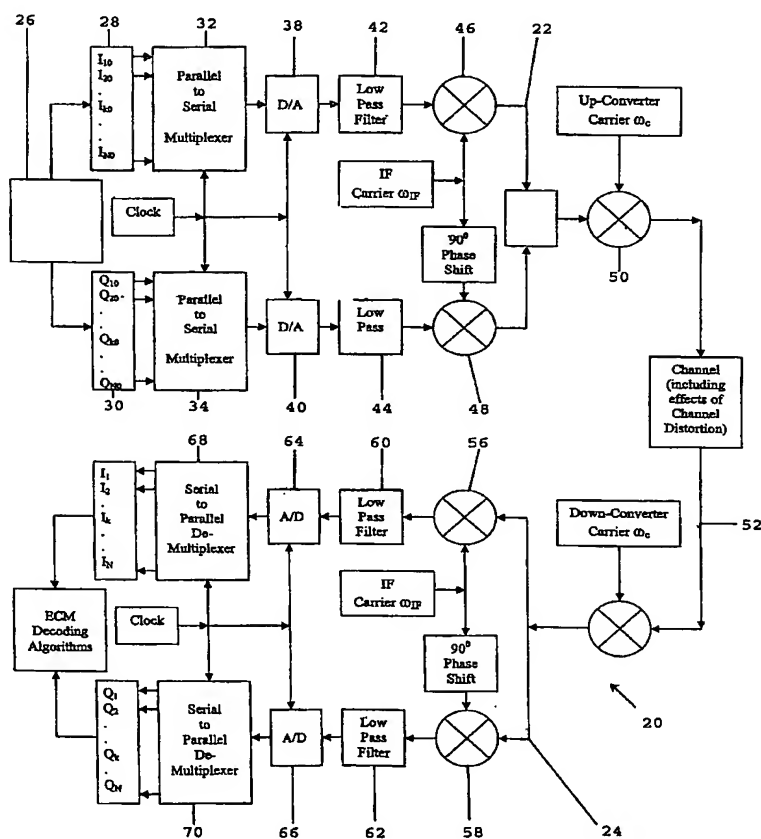 26 28 32 38 42 46 22
I10
I20
Ik0
.
.
IN0
Parallel
to
Serial
Multiplexer
D/A
Low
Pass
Filter
Up-Converter
Carrier ωc
Clock
IF
Carrier ωIF
90°
Phase
Shift
50
Q10
Q20
.
.
Qk0
.
QN0
Parallel
to
Serial
Multiplexer
D/A
Low
Pass
30 34 40 44 48
Channel
(including
effects of
Channel
Distortion)
68 64 60 56
I1
I2
.
Ik
.
.
IN
Serial
to
Parallel
De-
Multiplexer
A/D
Low
Pass
Filter
Down-Converter
Carrier ωc
52
ECM
Decoding
Algorithms
Clock
IF
Carrier ωIF
90°
Phase
Shift
20
Q1
Q2
.
.
Qk
.
QN
Serial
to
Parallel
De-
Multiplexer
A/D
Low
Pass
Filter
70 66 62 58 24